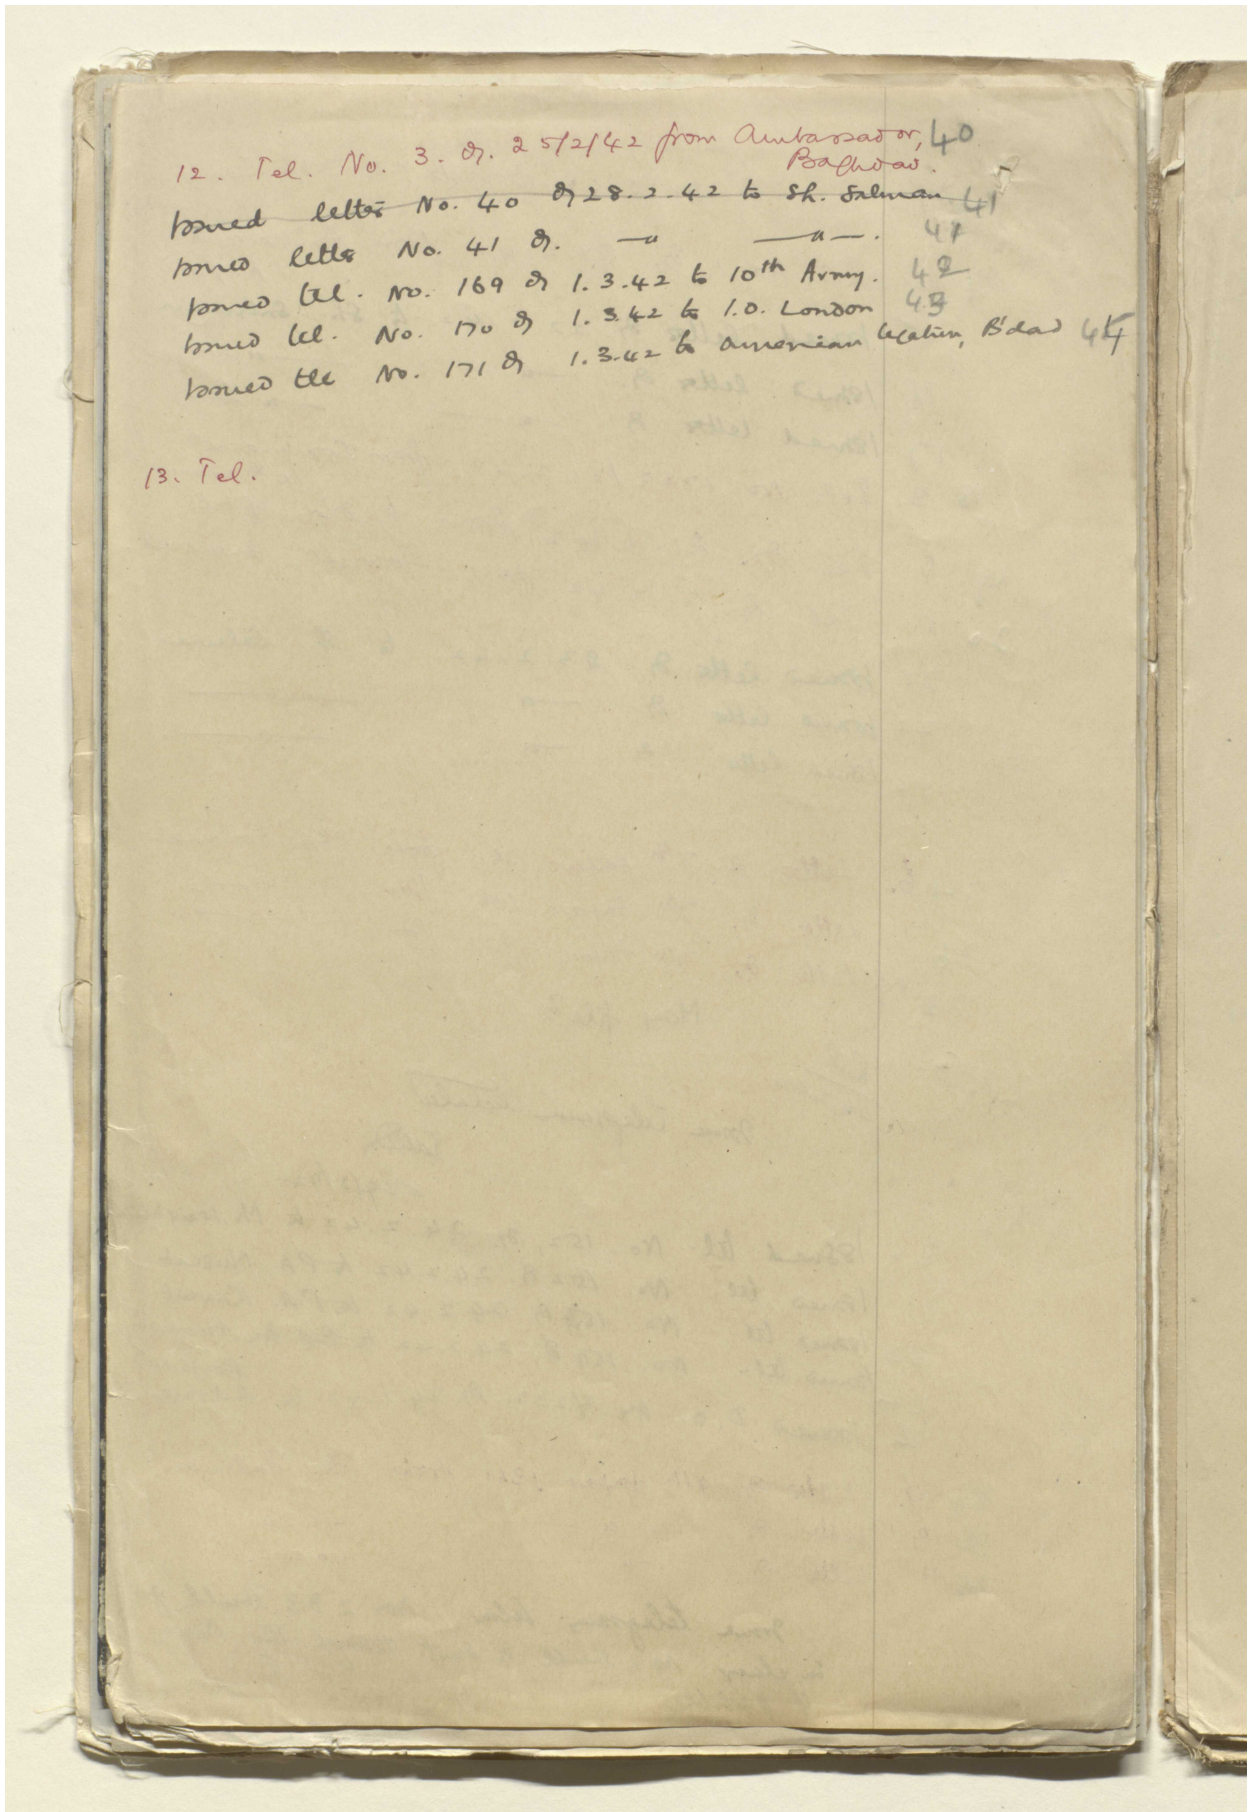 12. Tel. No. 3. d. 25/2/42 from Ambassador, 40
Baghdad.
Issued letter No. 40 d 28.2.42 to Sh. Salman 41
Issued letter No. 41 d. —"— —"—. 41
Issued tel. No. 169 d 1.3.42 to 10th Army. 42
Issued tel. No. 170 d 1.3.42 to I.O. London 43
Issued tel No. 171 d 1.3.42 to American Legation, B'dad 44
13. Tel.